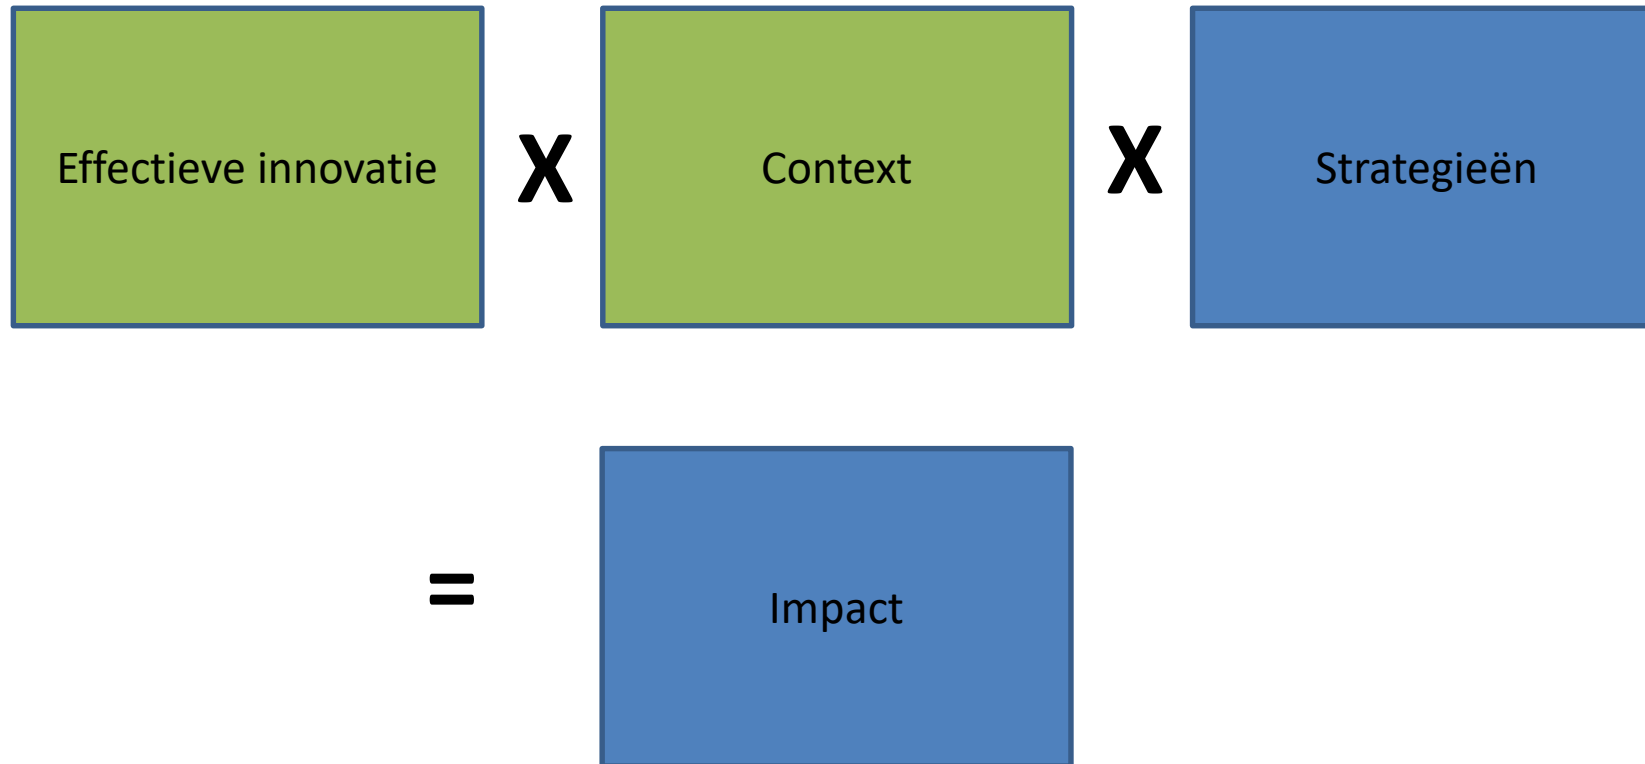 Effectieve innovatie
X
Context
X
Strategieën
=
Impact